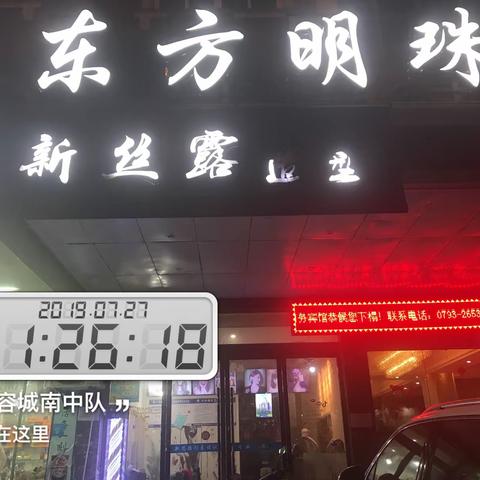 东方明珠
新丝露造型
务宾馆恭候您下榻！联系电话：0793-2653
2019.07.27
1:26:18
容城南中队
在这里